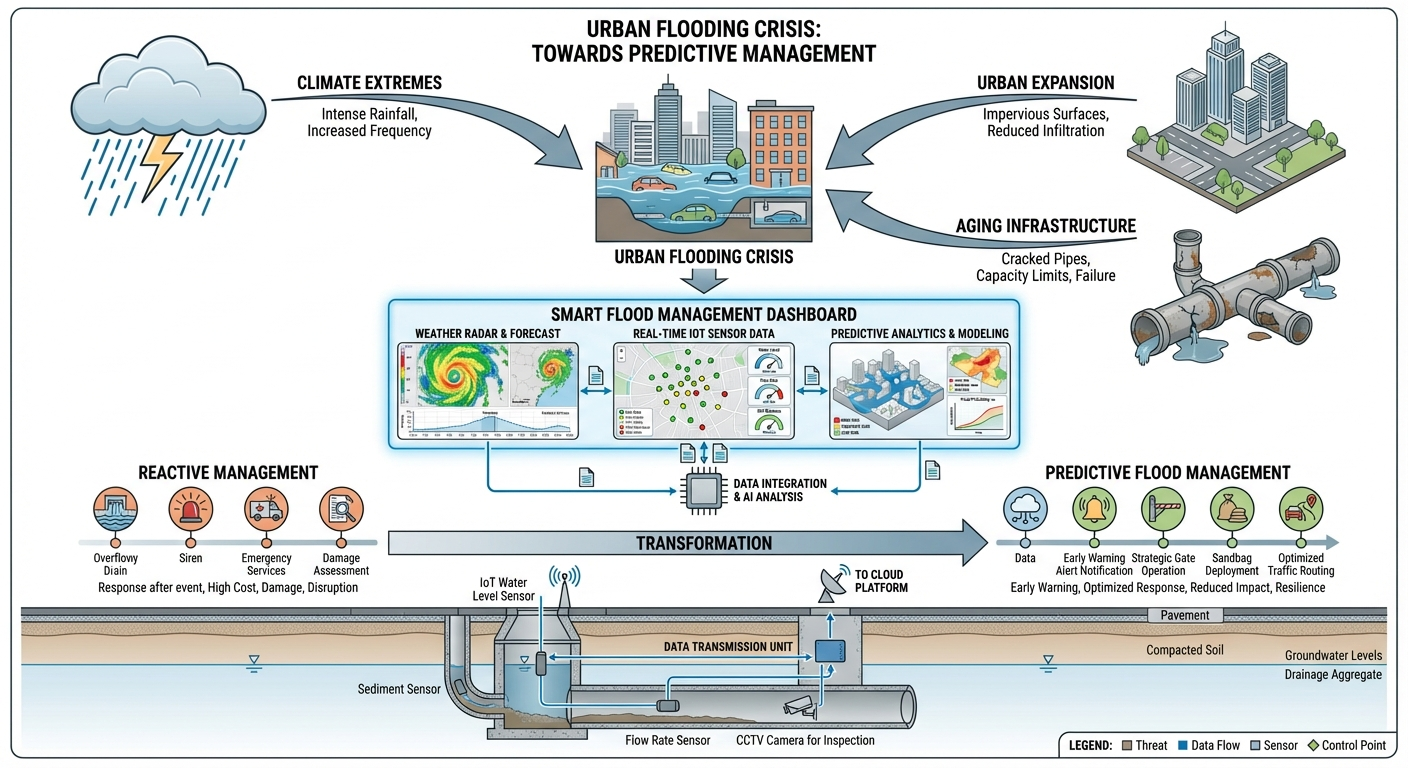 URBAN FLOODING CRISIS:
TOWARDS PREDICTIVE MANAGEMENT
CLIMATE EXTREMES
Intense Rainfall,
Increased Frequency
URBAN EXPANSION
Impervious Surfaces,
Reduced Infiltration
AGING INFRASTRUCTURE
Cracked Pipes,
Capacity Limits, Failure
URBAN FLOODING CRISIS
SMART FLOOD MANAGEMENT DASHBOARD
WEATHER RADAR & FORECAST
REAL-TIME IOT SENSOR DATA
PREDICTIVE ANALYTICS & MODELING
DATA INTEGRATION
& AI ANALYSIS
REACTIVE MANAGEMENT
Overflowy
Diain
Siren
Emergency
Services
Damage
Assessment
Response after event, High Cost, Damage, Disruption
TRANSFORMATION
PREDICTIVE FLOOD MANAGEMENT
Data
Early Warning
Alert Notification
Strategic Gate
Operation
Sandbag
Deployment
Optimized
Traffic Routing
Early Warning, Optimized Response, Reduced Impact, Resilience
IoT Water
Level Sensor
TO CLOUD
PLATFORM
Pavement
DATA TRANSMISSION UNIT
Compacted Soil
Groundwater Levels
Drainage Aggregate
Sediment Sensor
Flow Rate Sensor
CCTV Camera for Inspection
LEGEND:
Threat
Data Flow
Sensor
Control Point